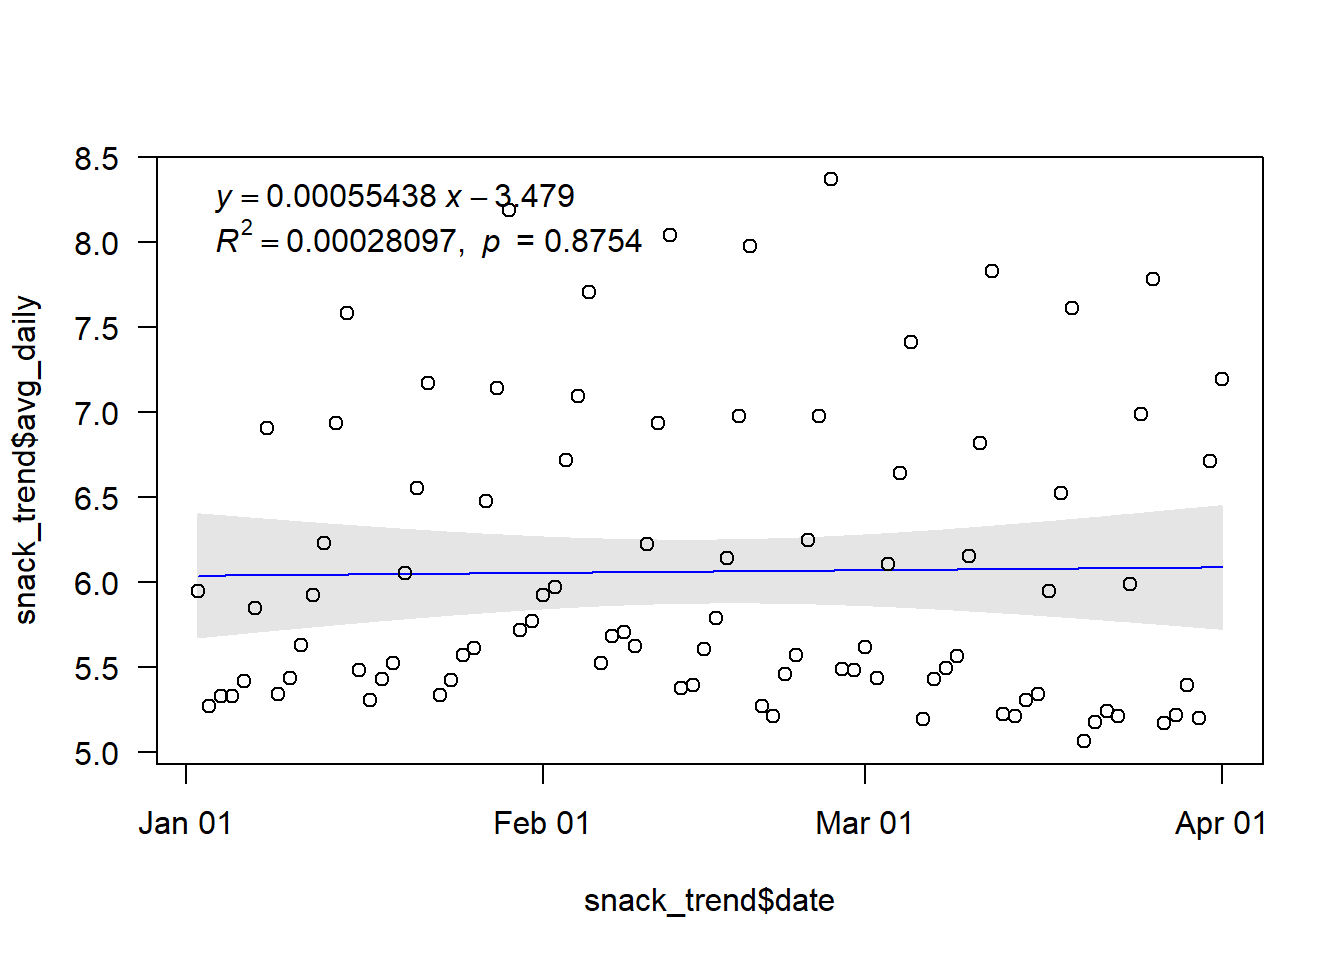 y = 0.00055438 x – 3.479
R² = 0.00028097, p = 0.8754
snack_trend$avg_daily
8.5
8.0
7.5
7.0
6.5
6.0
5.5
5.0
Jan 01 Feb 01 Mar 01 Apr 01
snack_trend$date